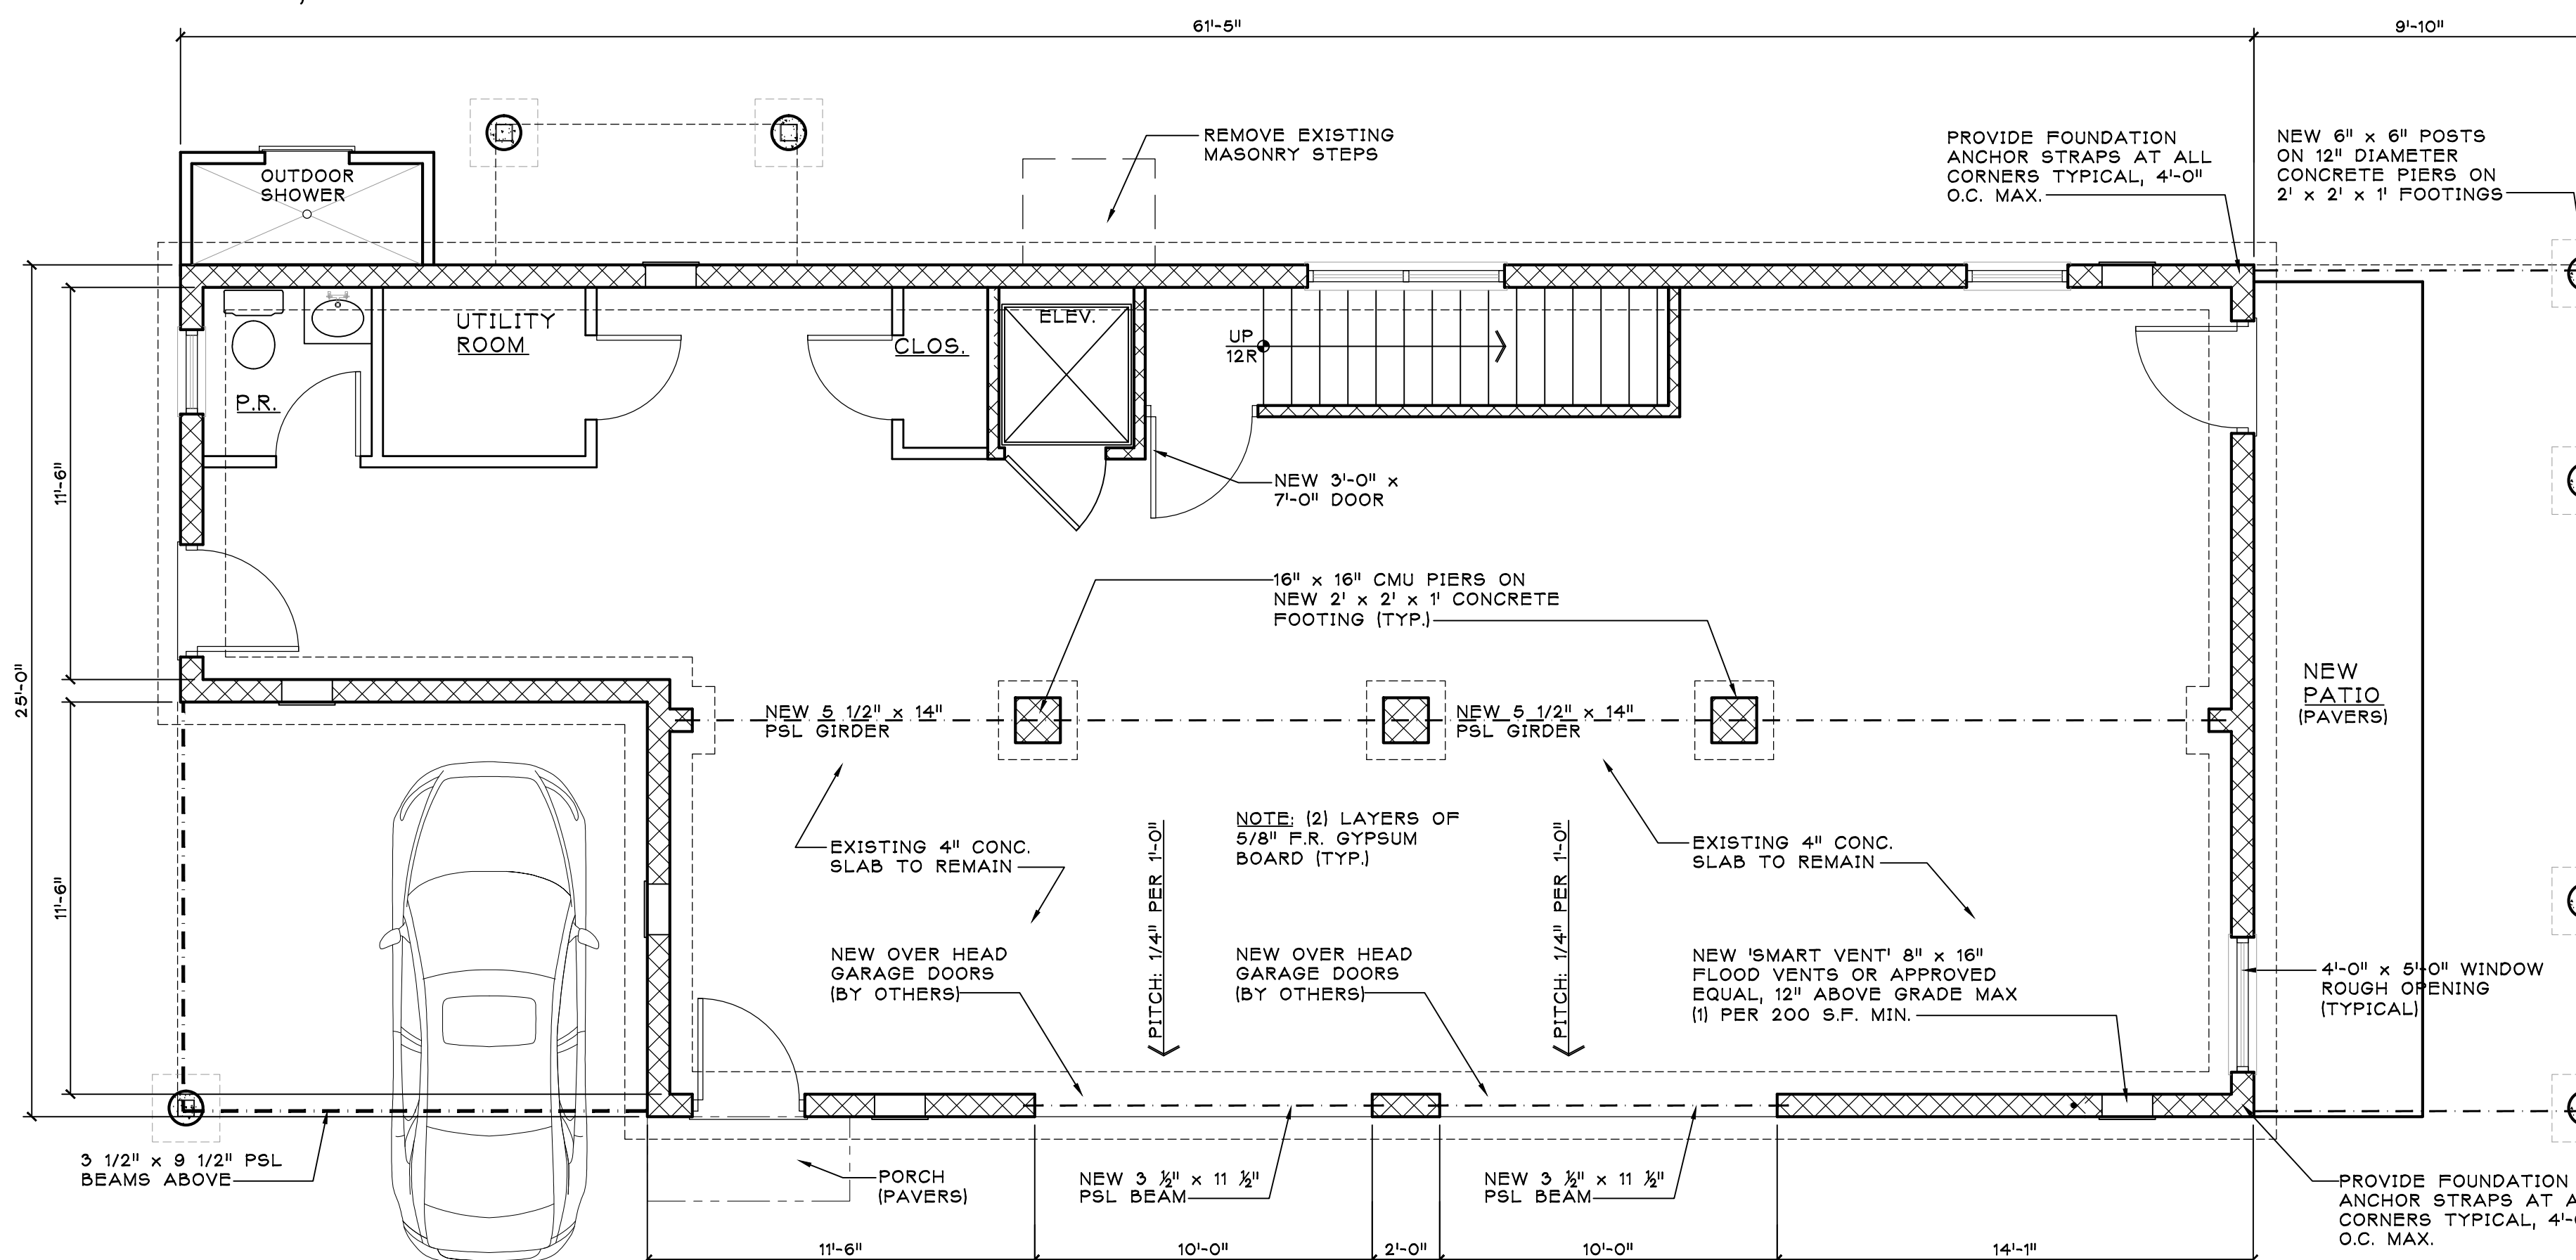 61'-5"
9'-10"
REMOVE EXISTING
MASONRY STEPS
PROVIDE FOUNDATION
ANCHOR STRAPS AT ALL
CORNERS TYPICAL, 4'-0"
O.C. MAX.
NEW 6" x 6" POSTS
ON 12" DIAMETER
CONCRETE PIERS ON
2' x 2' x 1' FOOTINGS
OUTDOOR
SHOWER
UTILITY
ROOM
P.R.
CLOS.
ELEV.
UP
12R
NEW 3'-0" x
7'-0" DOOR
11'-6"
25'-0"
11'-6"
16" x 16" CMU PIERS ON
NEW 2' x 2' x 1' CONCRETE
FOOTING (TYP.)
NEW 5 1/2" x 14"
PSL GIRDER
NEW 5 1/2" x 14"
PSL GIRDER
NEW
PATIO
(PAVERS)
EXISTING 4" CONC.
SLAB TO REMAIN
PITCH: 1/4" PER 1'-0"
NOTE: (2) LAYERS OF
5/8" F.R. GYPSUM
BOARD (TYP.)
PITCH: 1/4" PER 1'-0"
EXISTING 4" CONC.
SLAB TO REMAIN
NEW OVER HEAD
GARAGE DOORS
(BY OTHERS)
NEW OVER HEAD
GARAGE DOORS
(BY OTHERS)
NEW 'SMART VENT' 8" x 16"
FLOOD VENTS OR APPROVED
EQUAL, 12" ABOVE GRADE MAX
(1) PER 200 S.F. MIN.
4'-0" x 5'-0" WINDOW
ROUGH OPENING
(TYPICAL)
3 1/2" x 9 1/2" PSL
BEAMS ABOVE
PORCH
(PAVERS)
NEW 3 ½" x 11 ½"
PSL BEAM
NEW 3 ½" x 11 ½"
PSL BEAM
PROVIDE FOUNDATION
ANCHOR STRAPS AT A
CORNERS TYPICAL, 4'-
O.C. MAX.
11'-6"
10'-0"
2'-0"
10'-0"
14'-1"